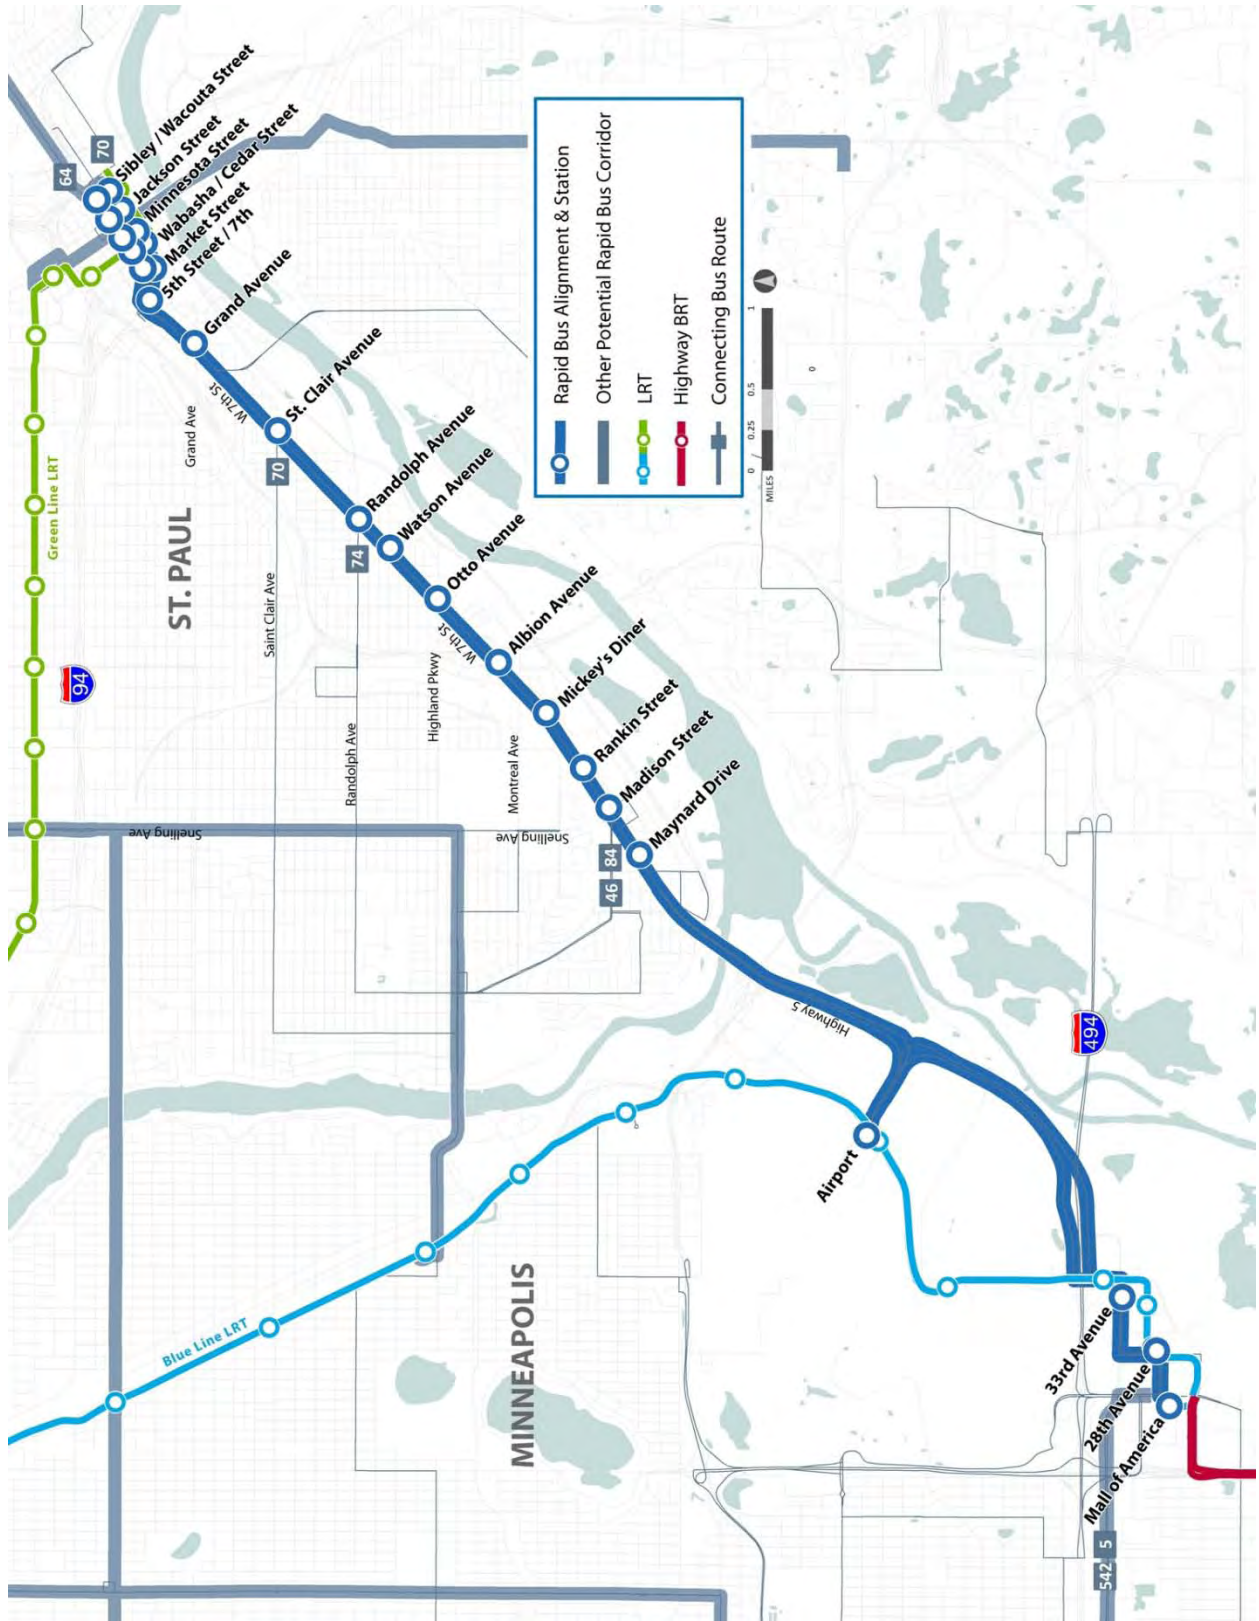 64
70
Sibley / Wacouta Street
Jackson Street
Minnesota Street
Wabasha / Cedar Street
Market Street
5th Street / 7th
Grand Avenue
St. Clair Avenue
Randolph Avenue
Watson Avenue
Otto Avenue
Albion Avenue
Mickey's Diner
Rankin Street
Madison Street
Maynard Drive
Airport
33rd Avenue
28th Avenue
Mall of America
Green Line LRT
Blue Line LRT
ST. PAUL
MINNEAPOLIS
94
494
Grand Ave
W 7th St
70
Saint Clair Ave
74
Randolph Ave
W 7th St
Highland Pkwy
Montreal Ave
Snelling Ave
Snelling Ave
46
84
Highway 5
542
5
Rapid Bus Alignment & Station
Other Potential Rapid Bus Corridor
LRT
Highway BRT
Connecting Bus Route
0 0.25 0.5 1
MILES